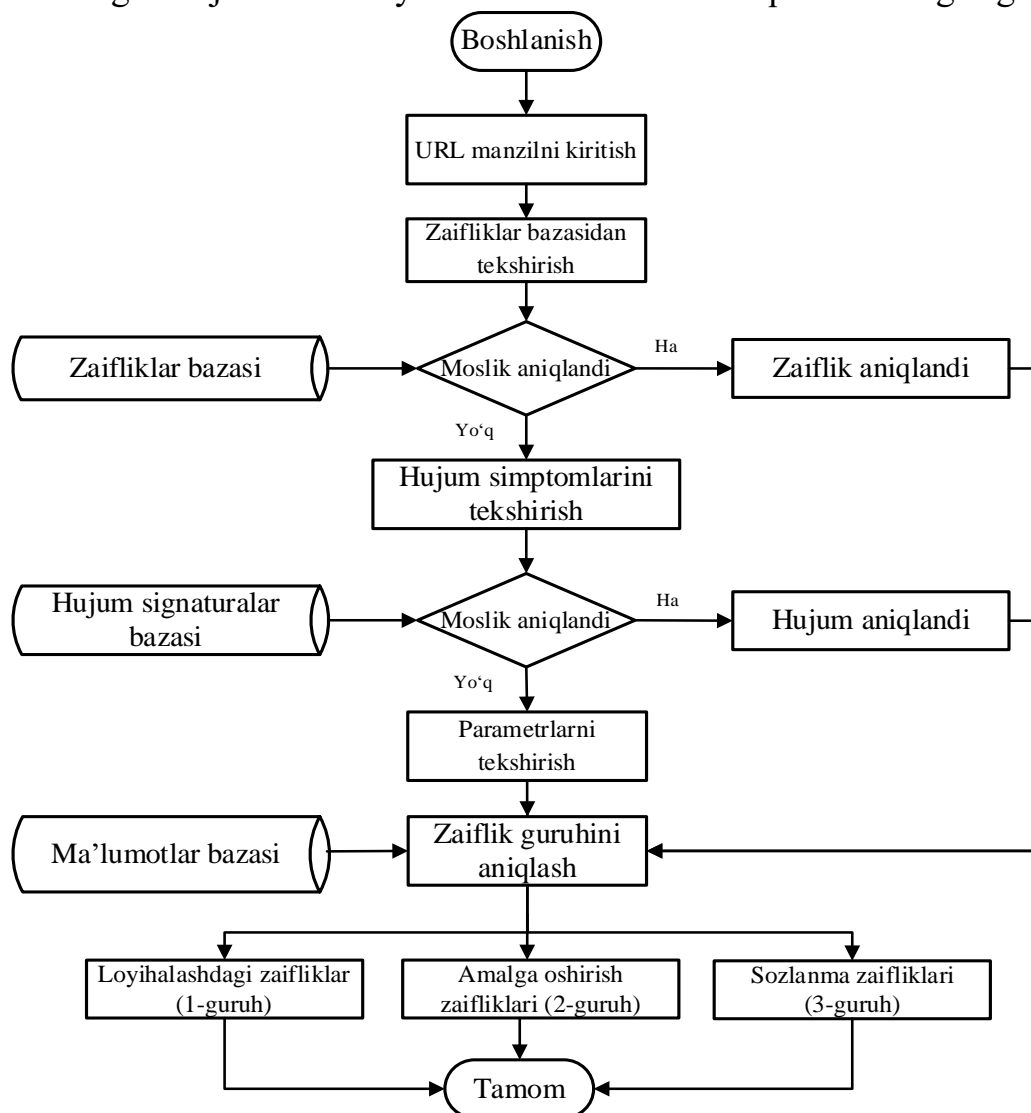 Boshlanish
URL manzilni kiritish
Zaifliklar bazasidan
tekshirish
Zaifliklar bazasi
Moslik aniqlandi
Ha
Zaiflik aniqlandi
Yo‘q
Hujum simptomlarini
tekshirish
Hujum signaturalar
bazasi
Moslik aniqlandi
Ha
Hujum aniqlandi
Yo‘q
Parametrlarni
tekshirish
Ma’lumotlar bazasi
Zaiflik guruhini
aniqlash
Loyihalashdagi zaifliklar
(1-guruh)
Amalga oshirish
zaifliklari (2-guruh)
Sozlanma zaifliklari
(3-guruh)
Tamom